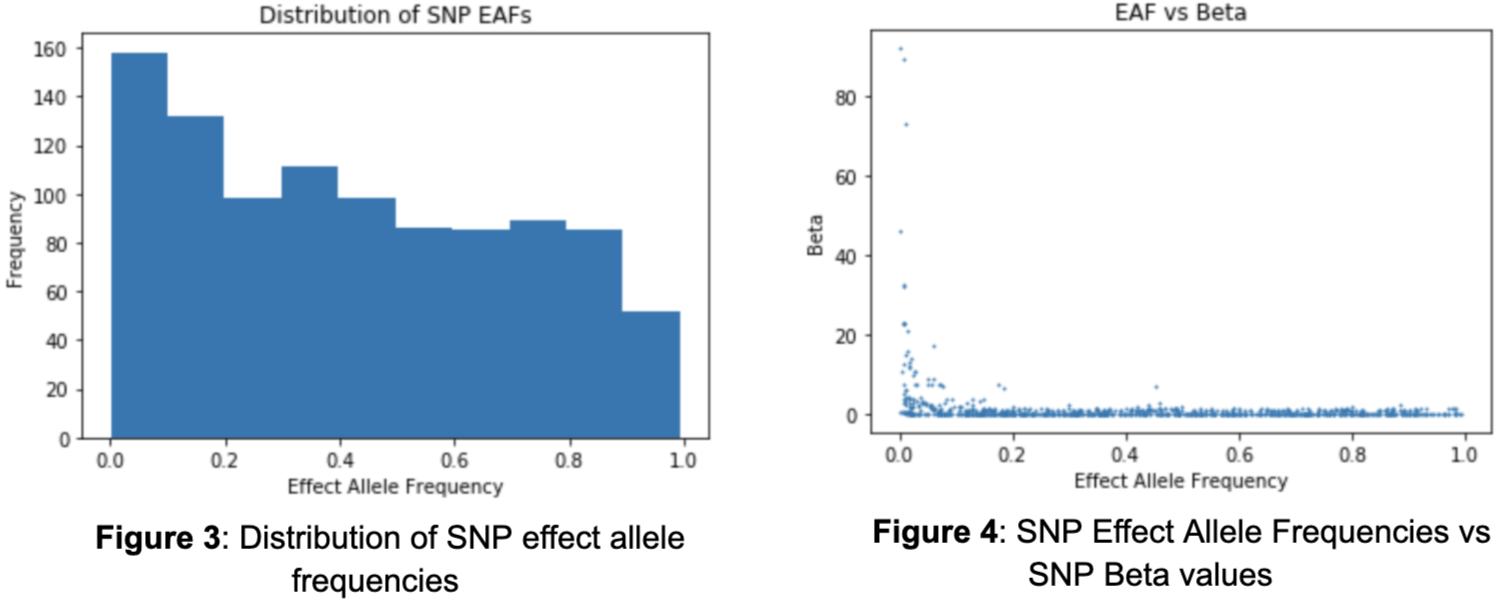 Distribution of SNP EAFs
160
140
120
100
80
60
40
20
0
Frequency
0.0 0.2 0.4 0.6 0.8 1.0
Effect Allele Frequency
Figure 3: Distribution of SNP effect allele
frequencies
EAF vs Beta
80
60
40
20
0
Beta
0.0 0.2 0.4 0.6 0.8 1.0
Effect Allele Frequency
Figure 4: SNP Effect Allele Frequencies vs
SNP Beta values